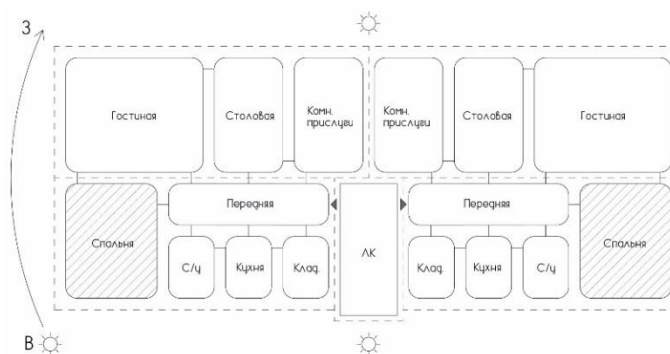 З
Гостиная
Столовая
Комн.
прислуги
Комн.
прислуги
Столовая
Гостиная
Спальня
Передняя
ЛК
Передняя
Спальня
С/у
Кухня
Клад.
Клад.
Кухня
С/у
В